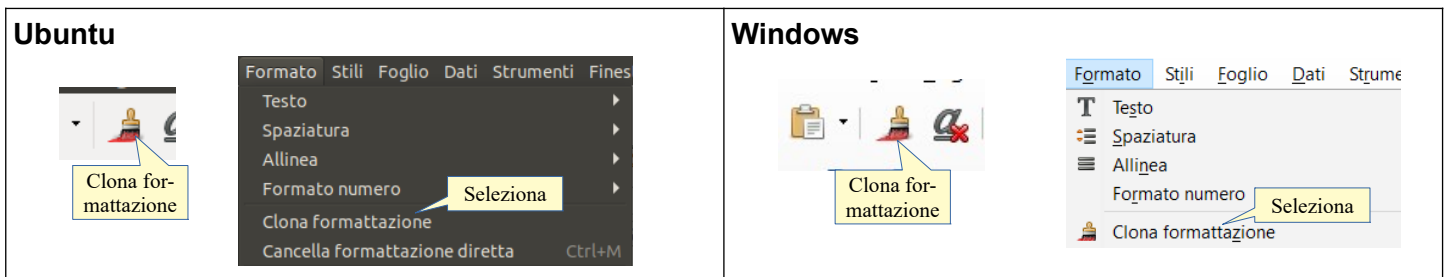 Ubuntu
Formato Stili Foglio Dati Strumenti Fines
Testo
Spaziatura
Allinea
Formato numero
Clona formattazione
Cancella formattazione diretta Ctrl+M
Clona for-
mattazione
Seleziona
Windows
Clona for-
mattazione
Formato Stili Foglio Dati Strume
T Testo
Spaziatura
Allinea
Formato numero
Clona formattazione
Seleziona